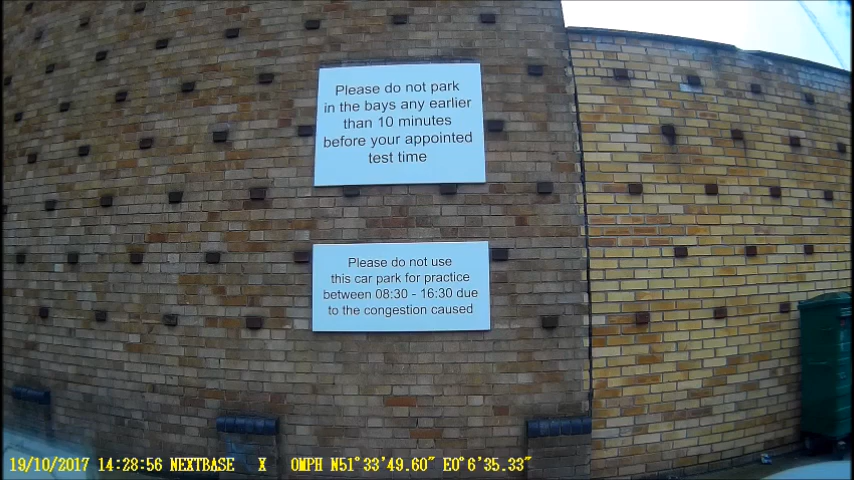 Please do not park
in the bays any earlier
than 10 minutes
before your appointed
test time
Please do not use
this car park for practice
between 08:30 - 16:30 due
to the congestion caused
19/10/2017 14:28:56 NEXTBASE X 0MPH N51°33'49.60" E0°6'35.33"